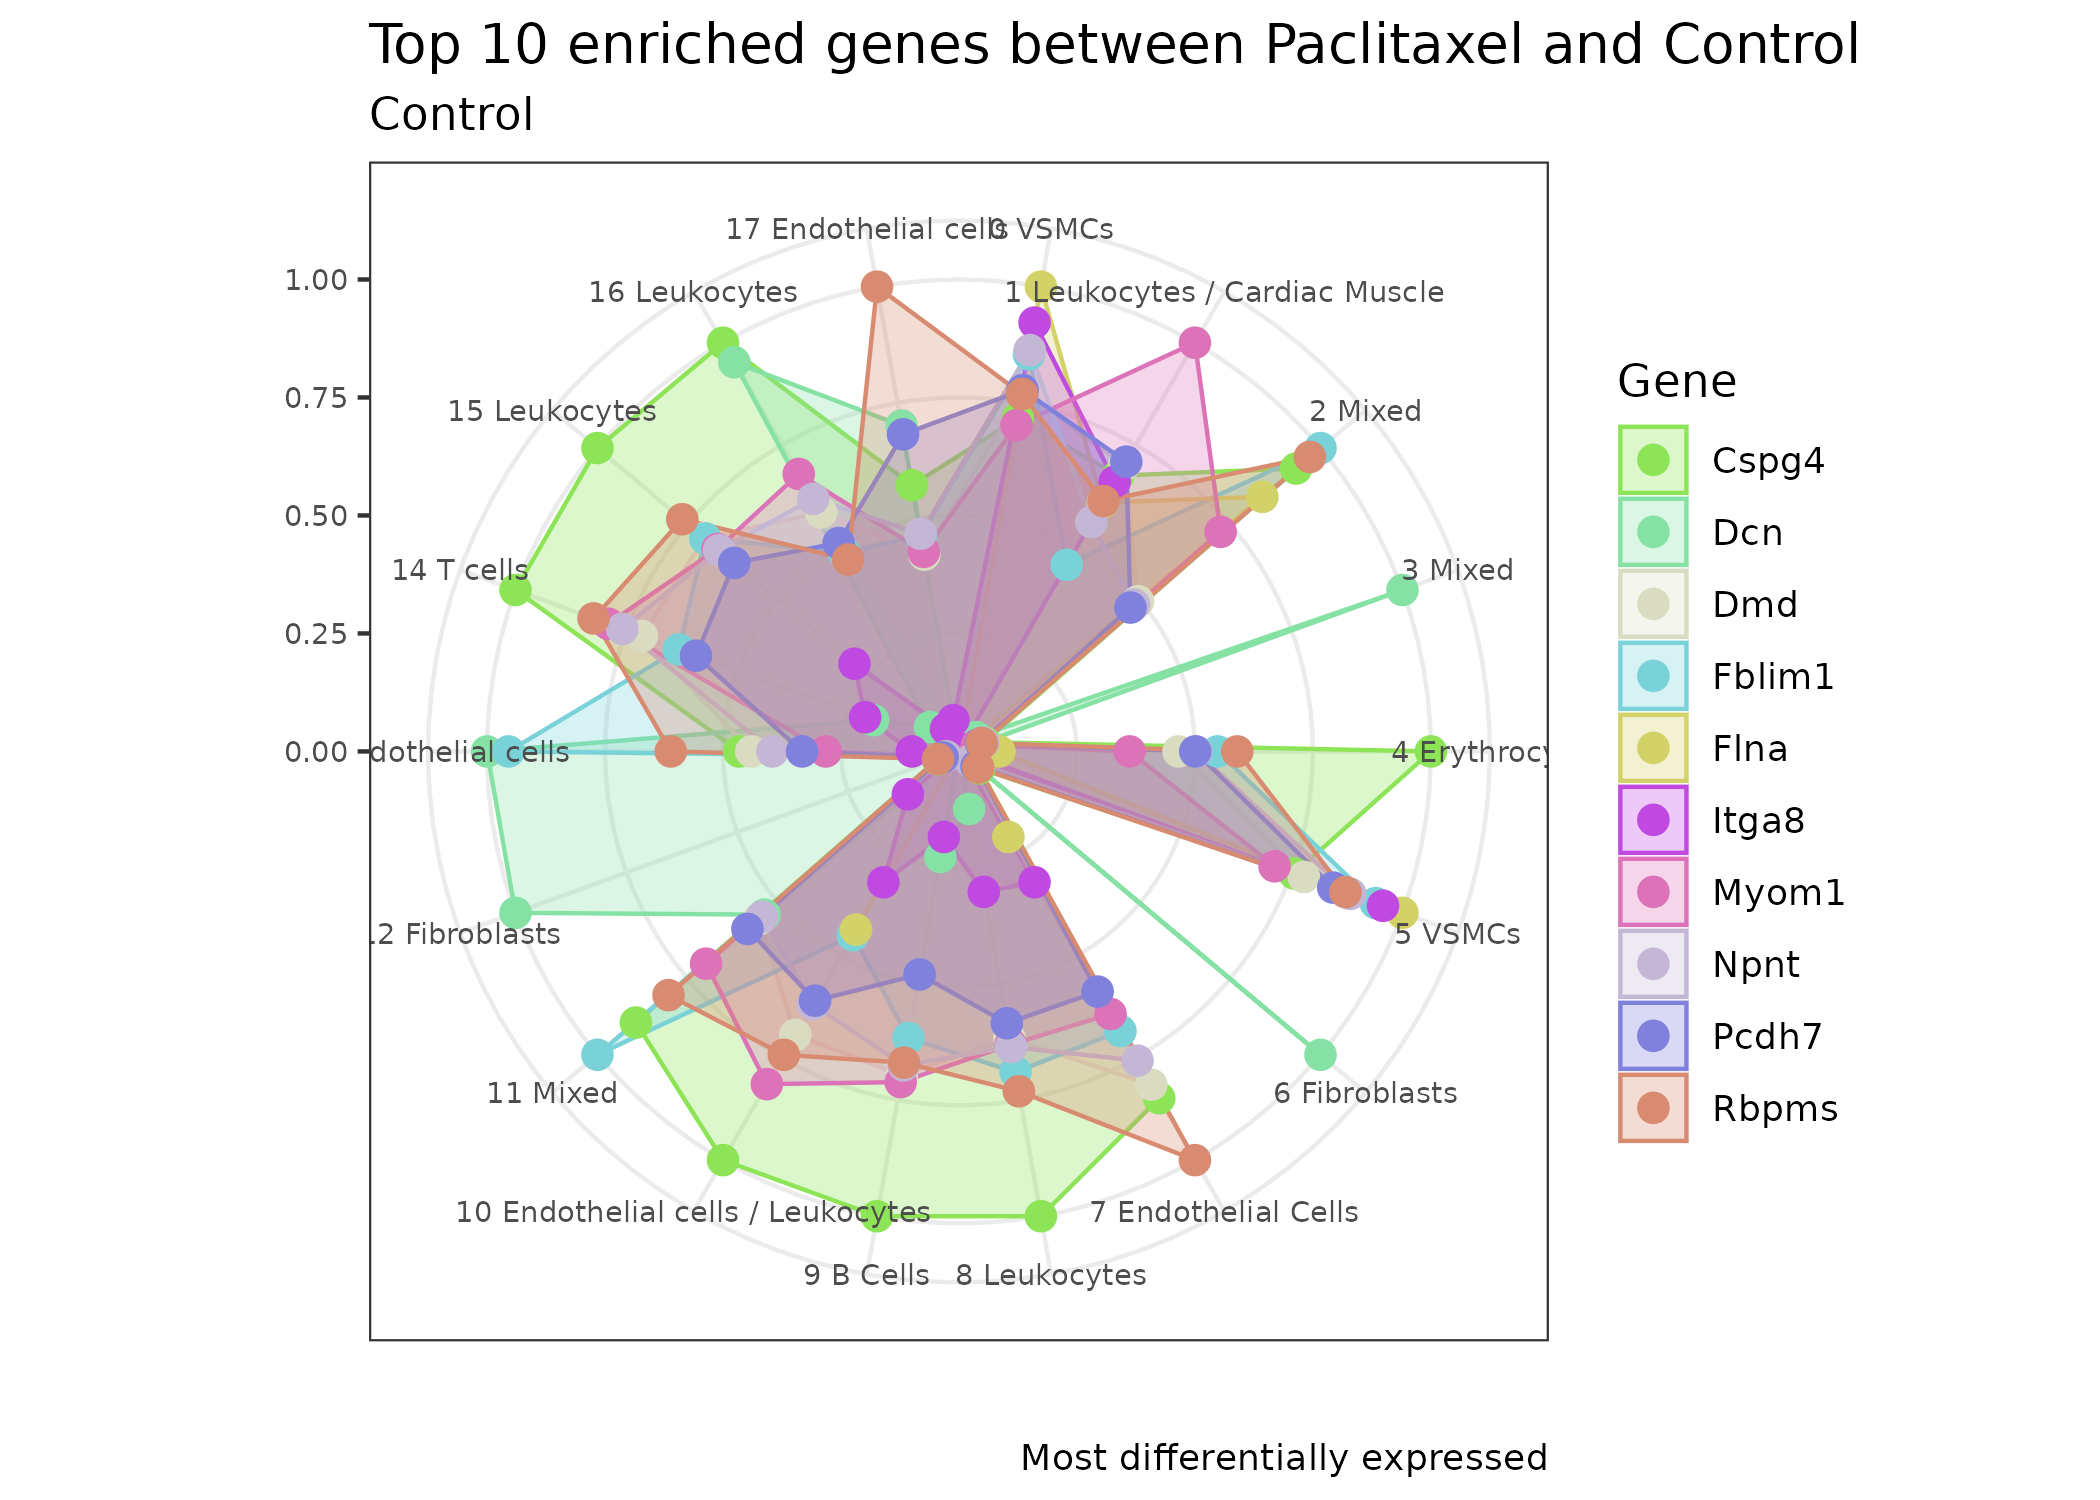 Top 10 enriched genes between Paclitaxel and Control
Control
17 Endothelial cells
0 VSMCs
16 Leukocytes
1 Leukocytes / Cardiac Muscle
15 Leukocytes
2 Mixed
14 T cells
3 Mixed
dothelial cells
4 Erythrocy
2 Fibroblasts
5 VSMCs
11 Mixed
6 Fibroblasts
10 Endothelial cells / Leukocytes
7 Endothelial Cells
9 B Cells
8 Leukocytes
1.00
0.75
0.50
0.25
0.00
Gene
Cspg4
Dcn
Dmd
Fblim1
Flna
Itga8
Myom1
Npnt
Pcdh7
Rbpms
Most differentially expressed